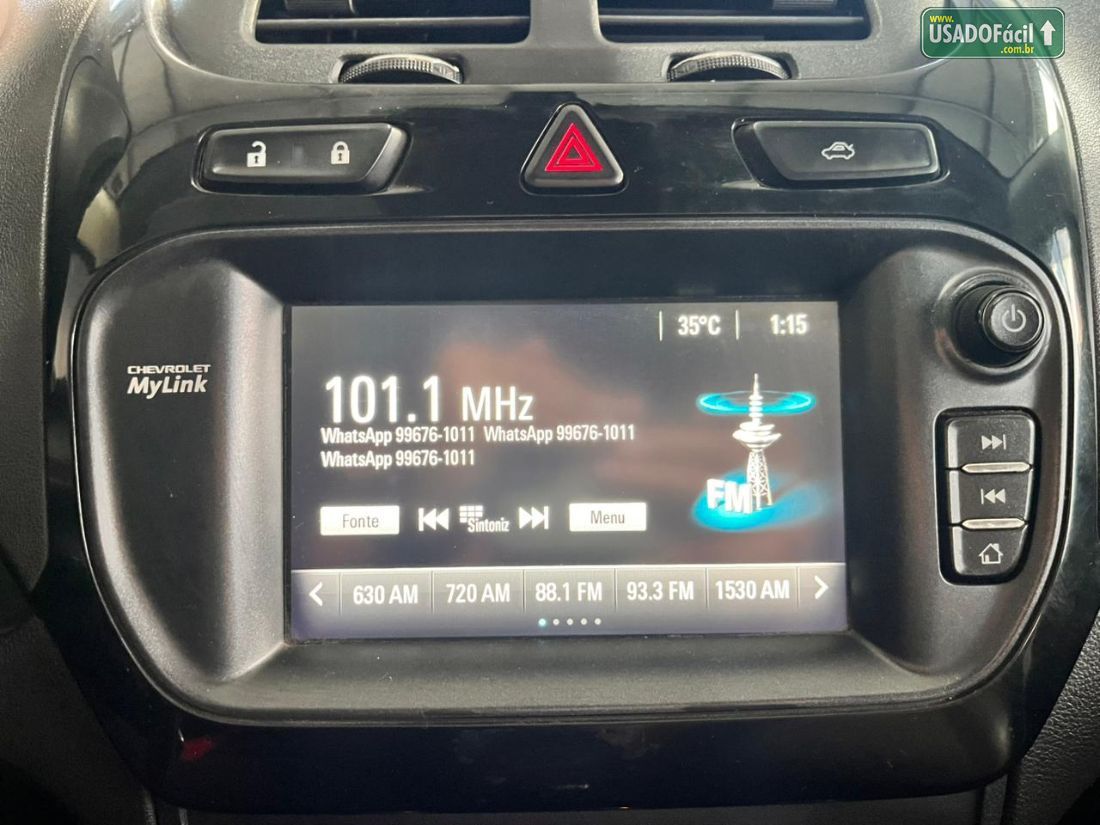 www.
USADOFácil
.com.br
35°C 1:15
CHEVROLET
MyLink
101.1 MHz
WhatsApp 99676-1011 WhatsApp 99676-1011
WhatsApp 99676-1011
FM
Fonte Sintoniz Menu
630 AM 720 AM 88.1 FM 93.3 FM 1530 AM